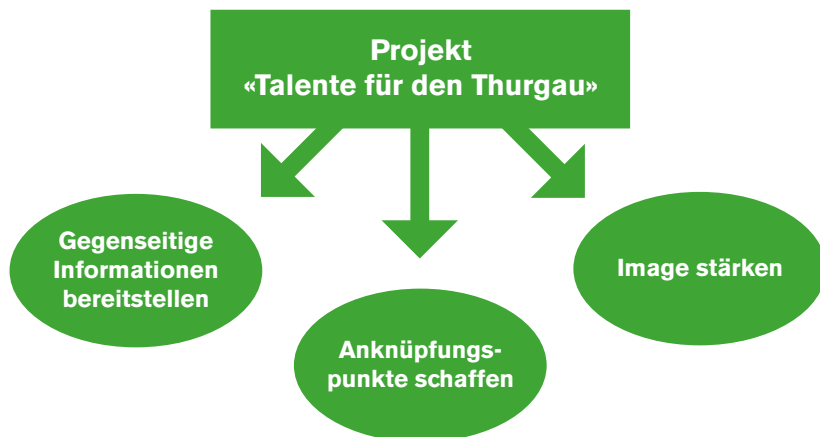 Projekt
«Talente für den Thurgau»
Gegenseitige
Informationen
bereitstellen
Anknüpfungs-
punkte schaffen
Image stärken